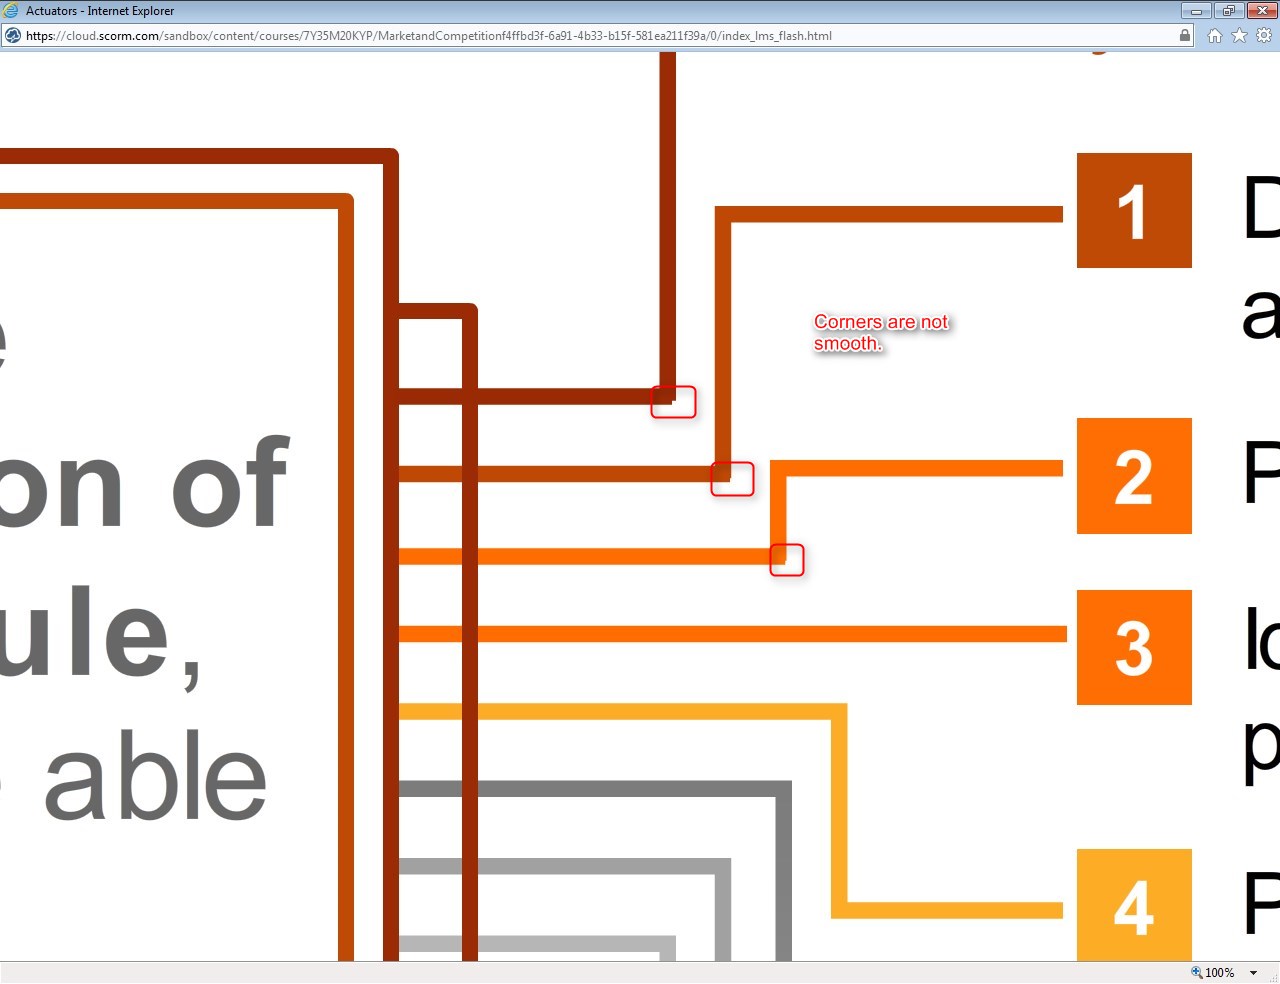 Actuators - Internet Explorer
https://cloud.scorm.com/sandbox/content/courses/7Y35M20KYP/MarketandCompetitionf4ffbd3f-6a91-4b33-b15f-581ea211f39a/0/index_lms_flash.html
1 D
a
Corners are not
smooth.
e
on of
2 P
ule,
3 Ic
p
able
4 P
100%